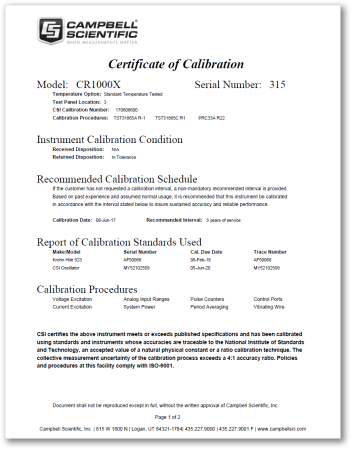 CAMPBELL
SCIENTIFIC
WHEN MEASUREMENTS MATTER
Certificate of Calibration
Model: CR1000X Serial Number: 315
Temperature Option: Standard Temperature Tested
Test Panel Location: 3
CSI Calibration Number: 170608600
Calibration Procedures: TST31665A R-1 TST31665C R1 PRC33A R22
Instrument Calibration Condition
Received Disposition: N/A
Returned Disposition: In Tolerance
Recommended Calibration Schedule
If the customer has not requested a calibration interval, a non-mandatory recommended interval is provided.
Based on past experience and assumed normal usage, it is recommended that this instrument be calibrated
in accordance with the interval stated below to insure sustained accuracy and reliable performance.
Calibration Date: 08-Jun-17 Recommended Interval: 3 years of service
Report of Calibration Standards Used
Make/Model Serial Number Cal. Due Date Trace Number
Krohn Hite 523 AF90066 08-Feb-18 AF90066
CSI Oscillator MY52102509 05-Jun-20 MY52102509
Calibration Procedures
Voltage Excitation Analog Input Ranges Pulse Counters Control Ports
Current Excitation System Power Period Averaging Vibrating Wire
CSI certifies the above instrument meets or exceeds published specifications and has been calibrated
using standards and instruments whose accuracies are traceable to the National Institute of Standards
and Technology, an accepted value of a natural physical constant or a ratio calibration technique. The
collective measurement uncertainty of the calibration process exceeds a 4:1 accuracy ratio. Policies
and procedures at this facility comply with ISO-9001.
Document shall not be reproduced except in full, without the written approval of Campbell Scientific, Inc.
Page 1 of 2
Campbell Scientific, Inc. | 815 W 1800 N | Logan, UT 84321-1784| 435.227.9000 | 435.227.9001 F | www.campbellsci.com